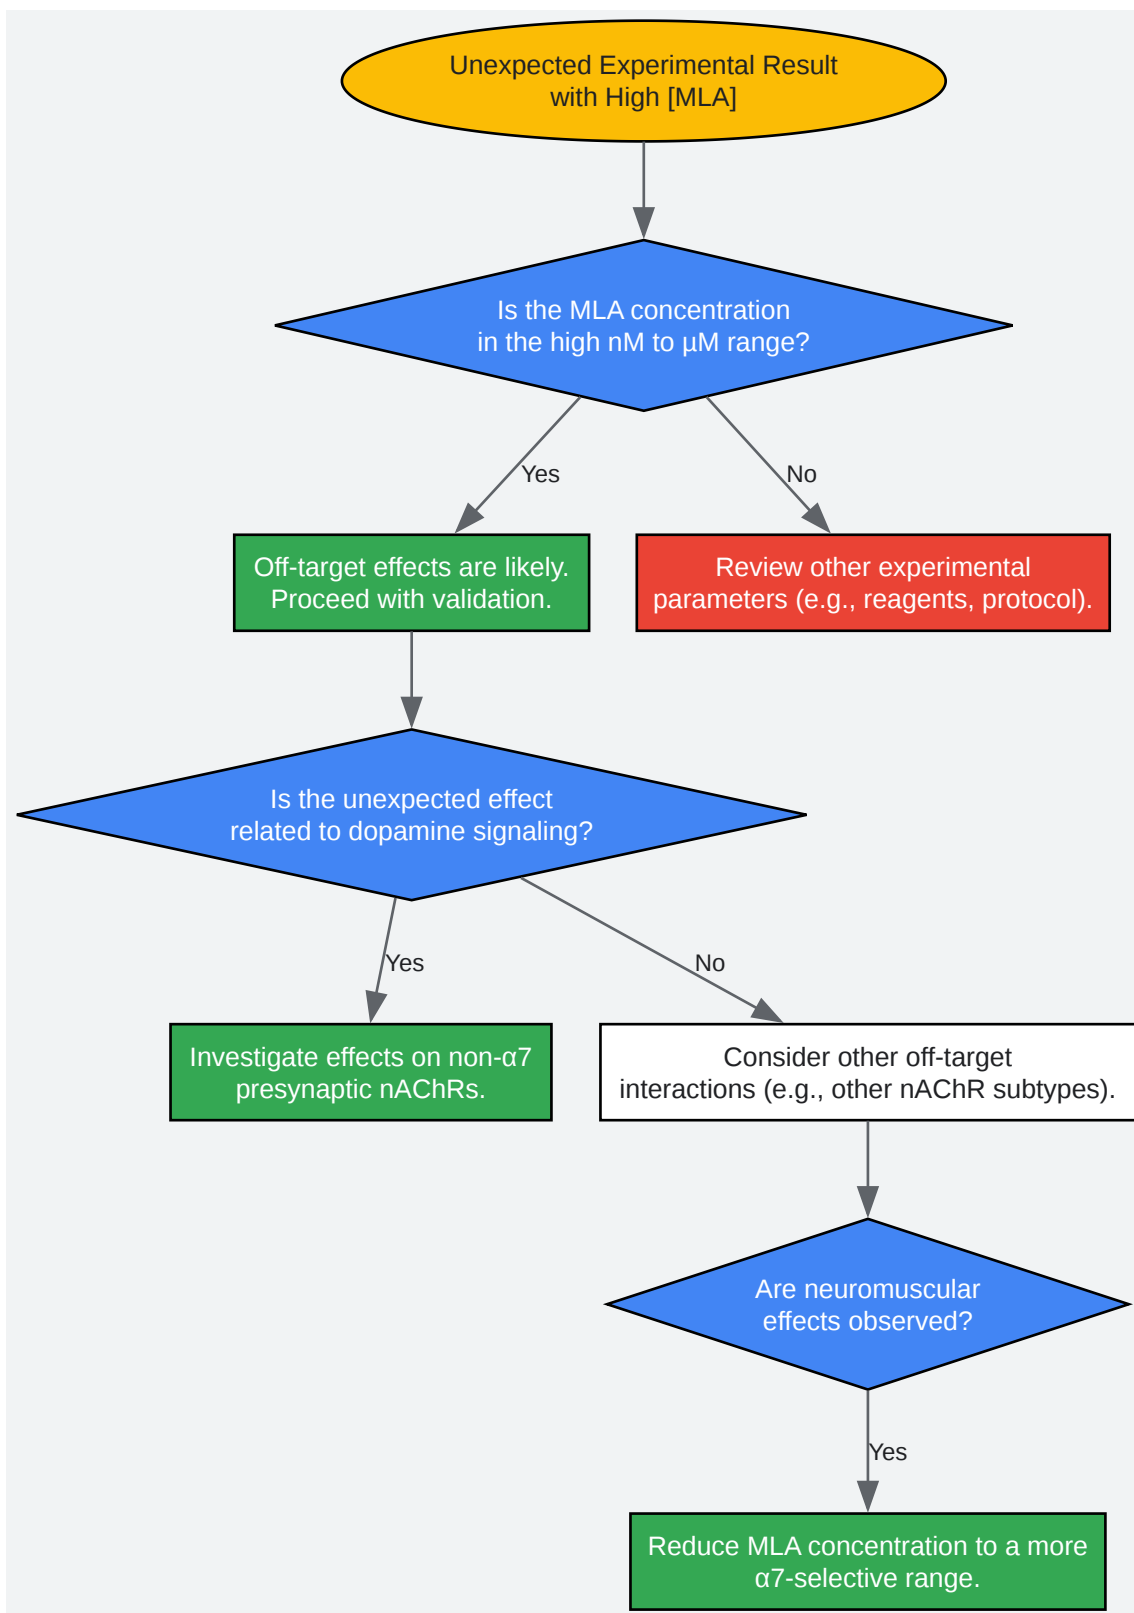 Unexpected Experimental Result
with High [MLA]
Is the MLA concentration
in the high nM to µM range?
Yes
No
Off-target effects are likely.
Proceed with validation.
Review other experimental
parameters (e.g., reagents, protocol).
Is the unexpected effect
related to dopamine signaling?
Yes
No
Investigate effects on non-α7
presynaptic nAChRs.
Consider other off-target
interactions (e.g., other nAChR subtypes).
Are neuromuscular
effects observed?
Yes
Reduce MLA concentration to a more
α7-selective range.